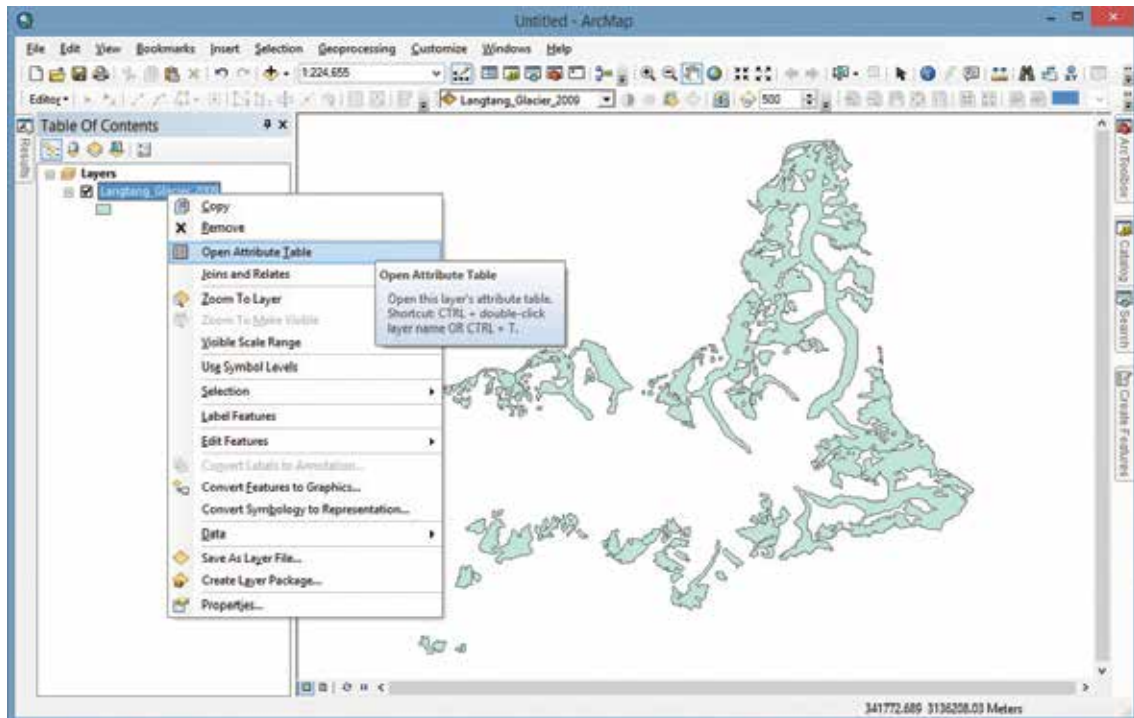 Untitled - ArcMap
File Edit View Bookmarks Insert Selection Geoprocessing Customize Windows Help
1:224,655
Editor Langtang_Glacier_2009 500
Table Of Contents
Results
Layers
Langtang_Glacier_2009
Copy
Remove
Open Attribute Table
Joins and Relates
Zoom To Layer
Zoom To Make Visible
Visible Scale Range
Use Symbol Levels
Selection
Label Features
Edit Features
Convert Labels to Annotation...
Convert Features to Graphics...
Convert Symbology to Representation...
Data
Save As Layer File...
Create Layer Package...
Properties...
Open Attribute Table
Open this layer's attribute table.
Shortcut: CTRL + double-click
layer name OR CTRL + T.
ArcToolbox
Catalog
Search
Create Features
341772.689 3136208.03 Meters